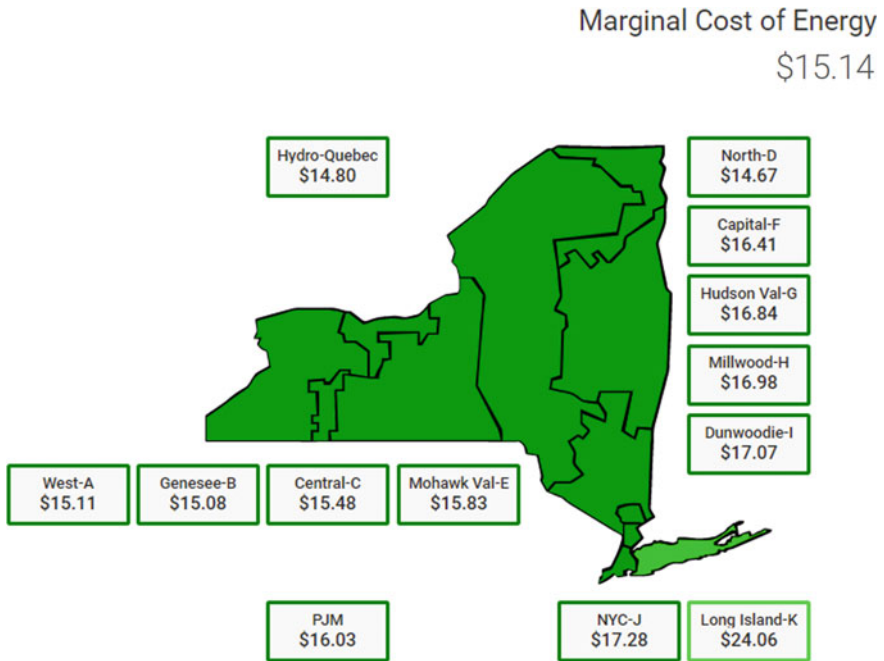 Marginal Cost of Energy
$15.14
Hydro-Quebec
$14.80
North-D
$14.67
Capital-F
$16.41
Hudson Val-G
$16.84
Millwood-H
$16.98
Dunwoodie-I
$17.07
West-A
$15.11
Genesee-B
$15.08
Central-C
$15.48
Mohawk Val-E
$15.83
PJM
$16.03
NYC-J
$17.28
Long Island-K
$24.06